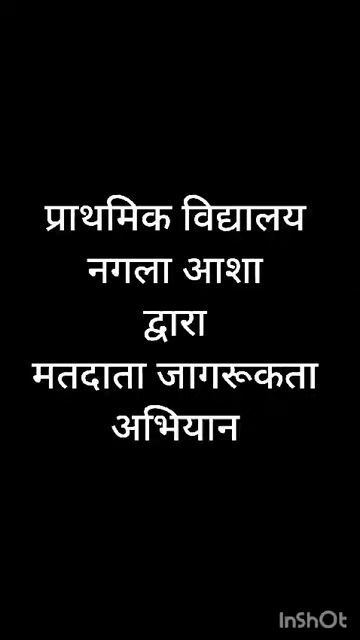 प्राथमिक विद्यालय
नगला आशा
द्वारा
मतदाता जागरूकता
अभियान
InShOt